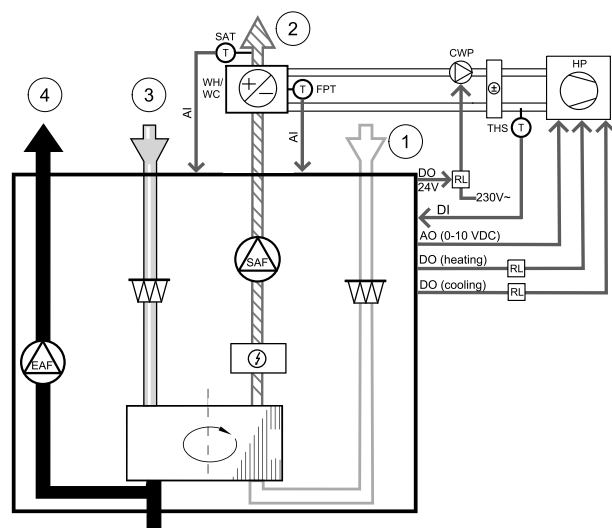 SAT
2
CWP
HP
4
3
T
WH/
WC
+/-
T
FPT
±
AI
AI
1
THS
T
DO
24V
RL
230V~
DI
AO (0-10 VDC)
DO (heating)
RL
DO (cooling)
RL
SAF
EAF